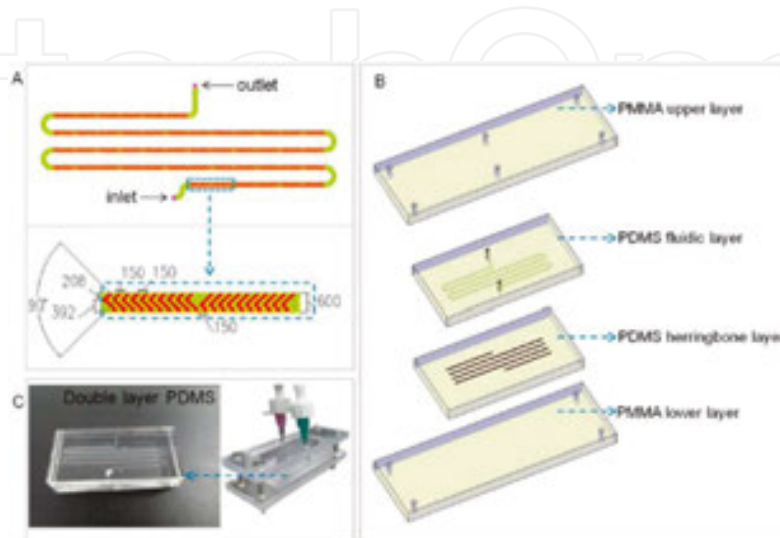 A
outlet
inlet
208
150 150
392
600
150
B
PMMA upper layer
PDMS fluidic layer
PDMS herringbone layer
PMMA lower layer
C
Double layer PDMS